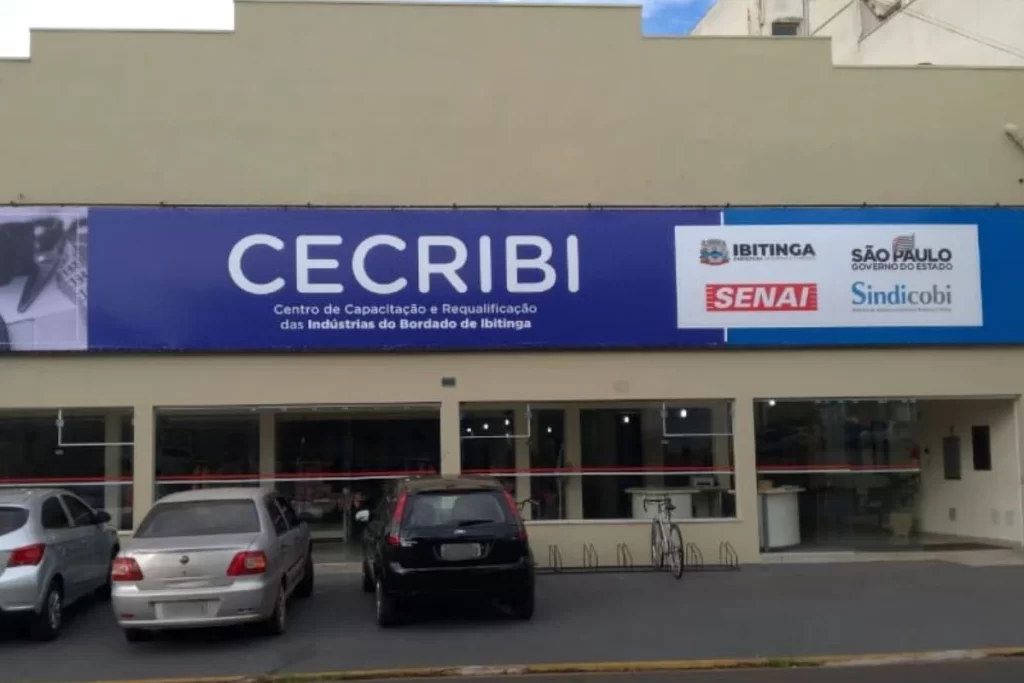 CECRIBI
Centro de Capacitação e Requalificação
das Indústrias do Bordado de Ibitinga
IBITINGA
SÃO PAULO
GOVERNO DO ESTADO
SENAI
Sindicobi